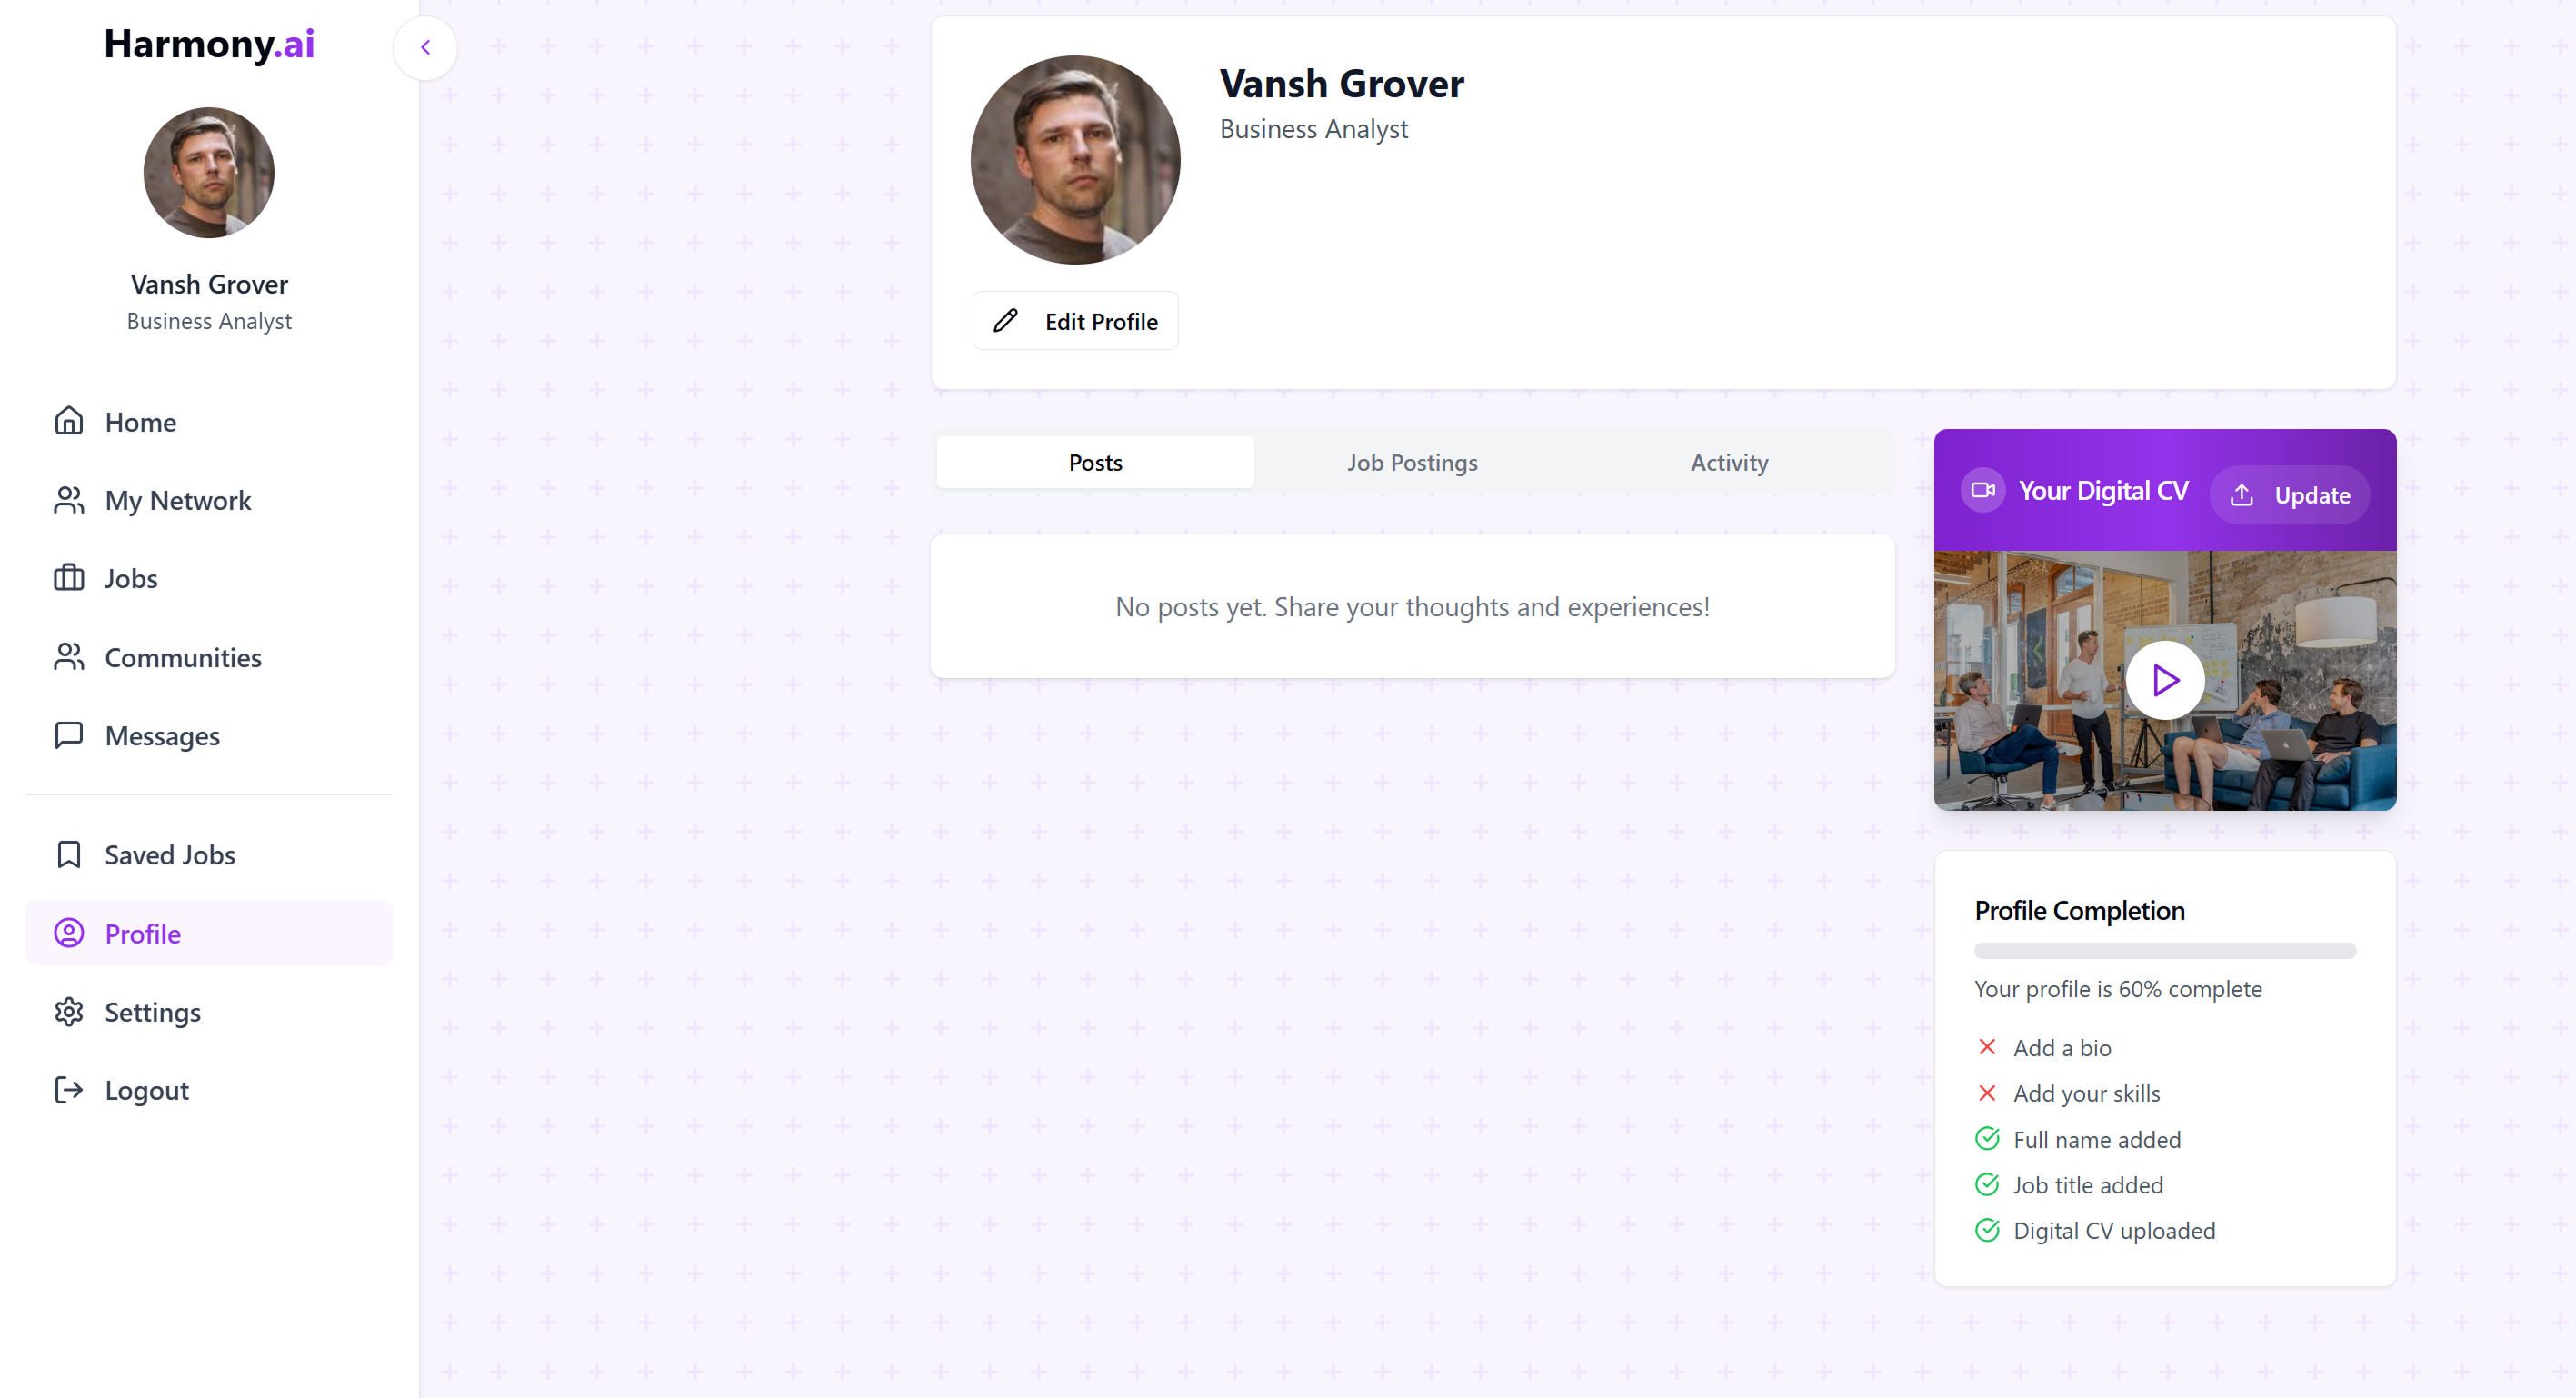 Harmony.ai
Vansh Grover
Business Analyst
Home
My Network
Jobs
Communities
Messages
Saved Jobs
Profile
Settings
Logout
Vansh Grover
Business Analyst
Edit Profile
Posts
Job Postings
Activity
No posts yet. Share your thoughts and experiences!
Your Digital CV
Update
Profile Completion
Your profile is 60% complete
Add a bio
Add your skills
Full name added
Job title added
Digital CV uploaded